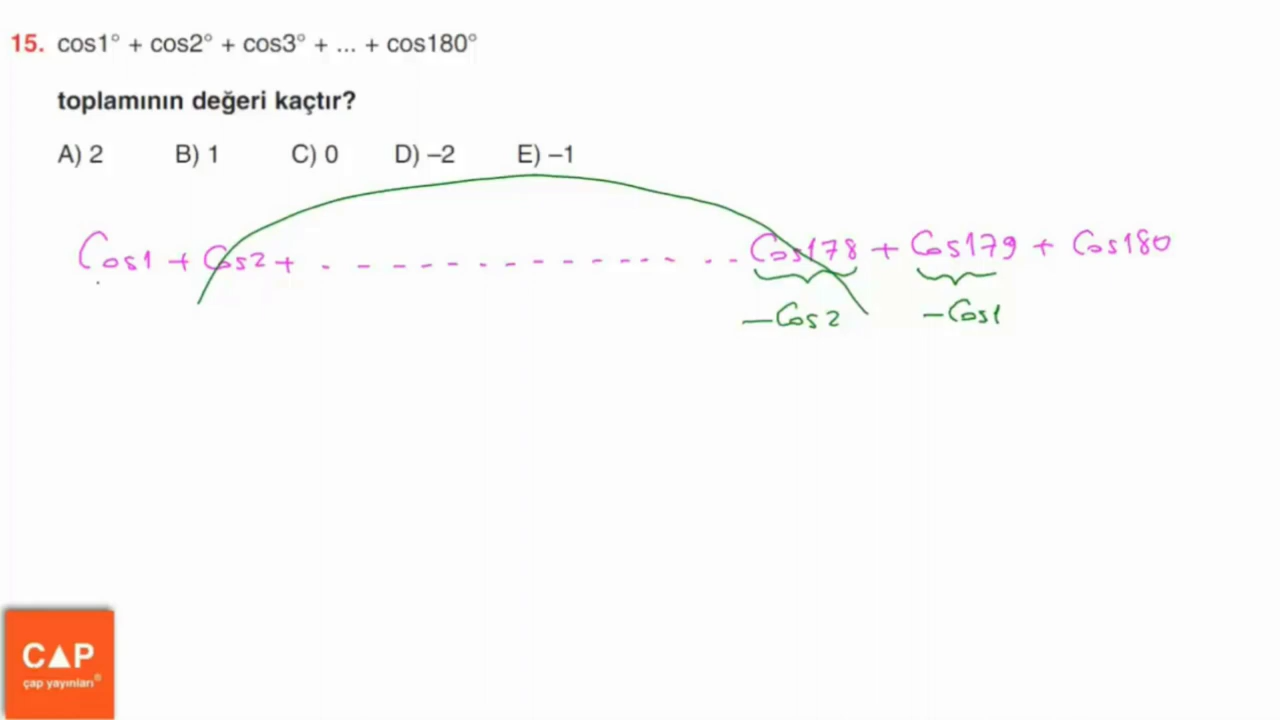 15. cos1° + cos2° + cos3° + ... + cos180°
toplamının değeri kaçtır?
A) 2 B) 1 C) 0 D) –2 E) –1
Cos1 + Cos2 + . - - - - - - - - - - - - . . Cos178 + Cos179 + Cos180
–Cos2 –Cos1
CAP
çap yayınları®